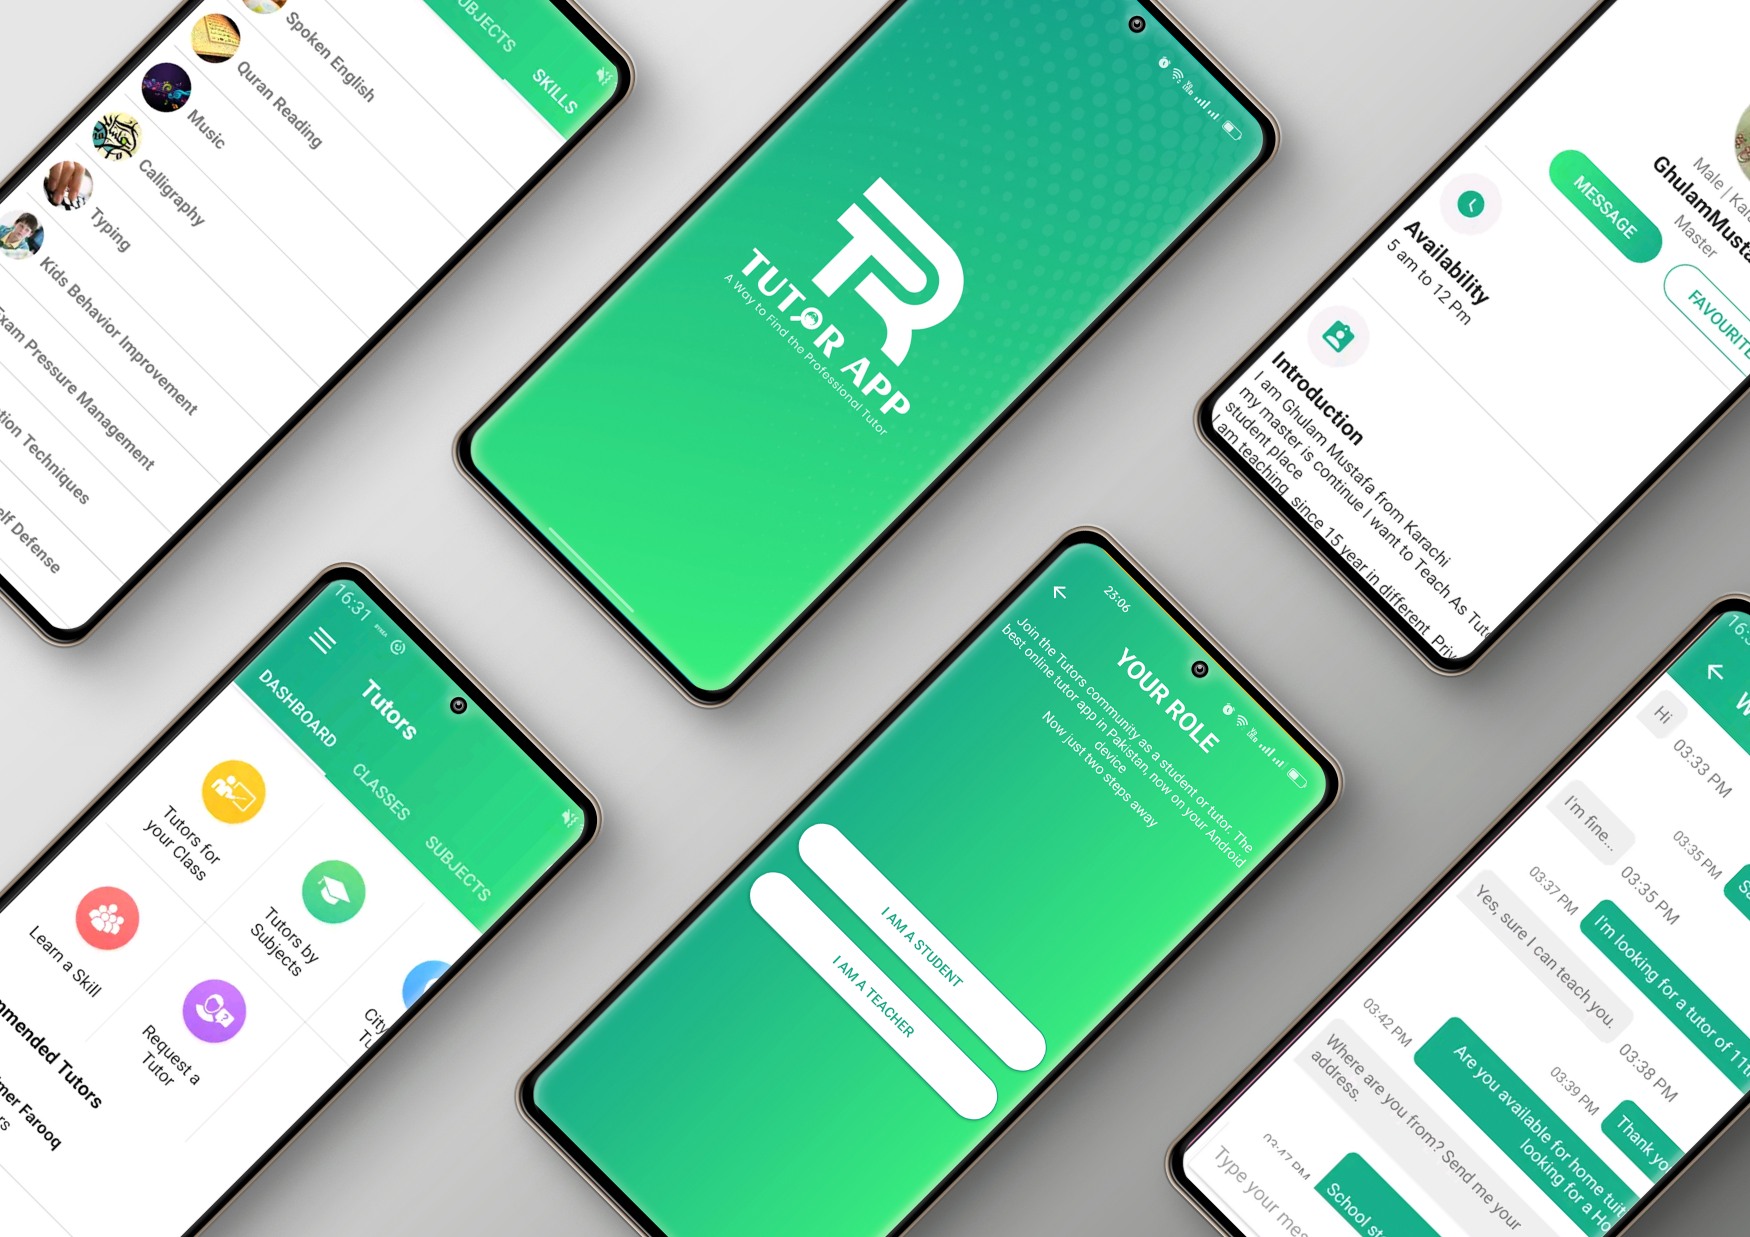 SUBJECTS
SKILLS
Spoken English
Quran Reading
Music
Calligraphy
Typing
Kids Behavior Improvement
Exam Pressure Management
Techniques
Defense
TUTOR APP
A Way to Find the Professional Tutor
Male |
GhulamMusta
Master
MESSAGE
FAVOURITE
Availability
5 am to 12 Pm
Introduction
I am Ghulam Mustafa from Karachi
my master is continue I want to Teach As Tuto
student place
I am teaching since 15 year in different Priv
16:31
Tutors
DASHBOARD
CLASSES
SUBJECTS
Tutors for
your Class
Tutors by
Subjects
City
Tu
Learn a Skill
Request a
Tutor
mmended Tutors
mer Farooq
rs
23:06
YOUR ROLE
Join the Tutors community as a student or tutor. The
best online tutor app in Pakistan, now on your Android
device
Now just two steps away
I AM A STUDENT
I AM A TEACHER
16:3
Hi
03:33 PM
03:35 PM
Sa
I'm fine...
03:35 PM
03:37 PM
I'm looking for a tutor of 11th
Yes, sure I can teach you.
03:38 PM
03:39 PM
Thank yo
03:42 PM
Are you available for home tuit
looking for a Ho
Where are you from? Send me your
address.
03:47 PM
School st
Type your mes